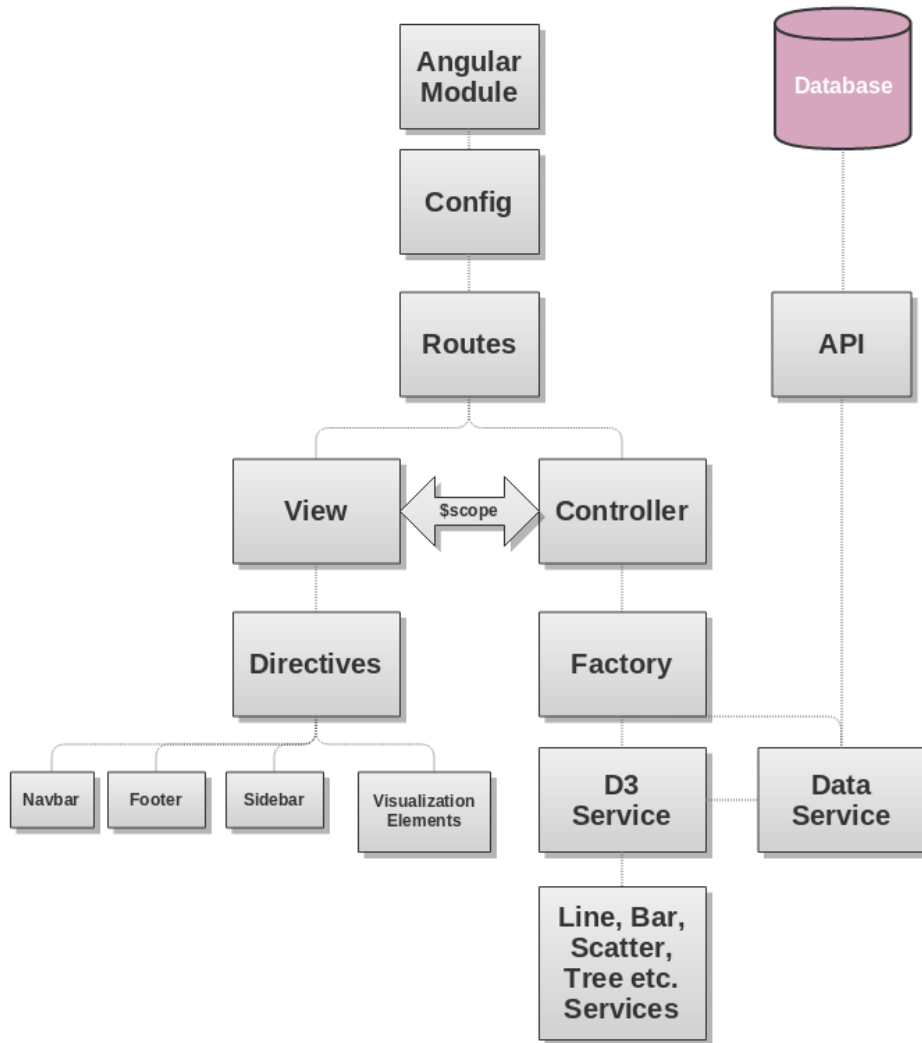 Angular
Module
Database
Config
Routes
API
View
$scope
Controller
Directives
Factory
Navbar
Footer
Sidebar
Visualization
Elements
D3
Service
Data
Service
Line, Bar,
Scatter,
Tree etc.
Services